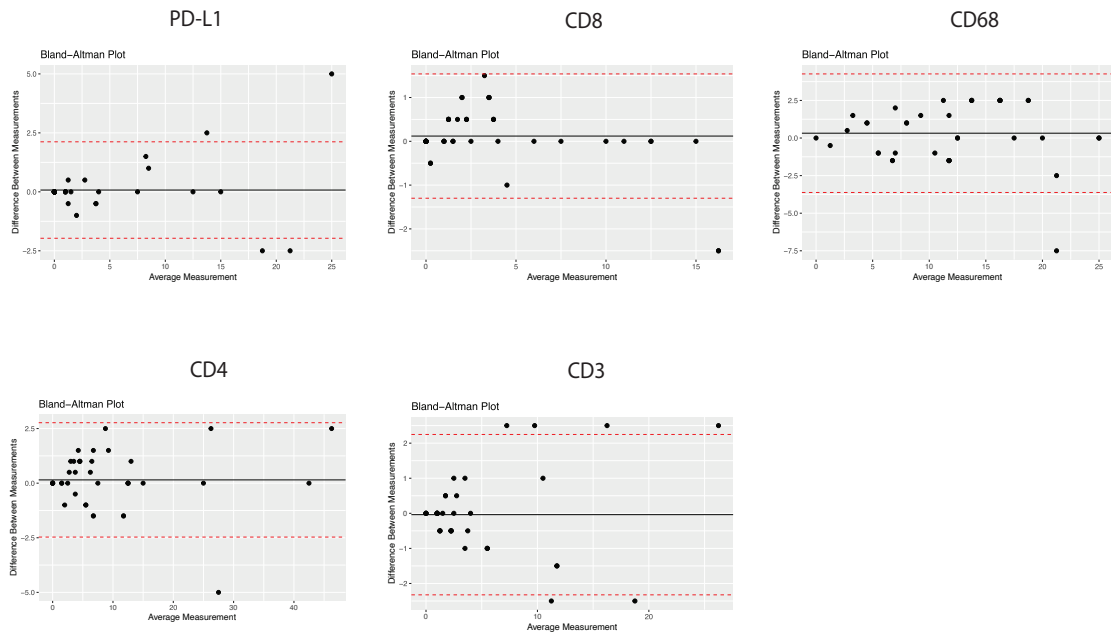 PD-L1
Bland−Altman Plot
Difference Between Measurements
5.0
2.5
0.0
−2.5
0
5
10
15
20
25
Average Measurement
CD8
Bland−Altman Plot
Difference Between Measurements
1
0
−1
−2
0
5
10
15
Average Measurement
CD68
Bland−Altman Plot
Difference Between Measurements
2.5
0.0
−2.5
−5.0
−7.5
0
5
10
15
20
25
Average Measurement
CD4
Bland−Altman Plot
Difference Between Measurements
2.5
0.0
−2.5
−5.0
0
10
20
30
40
Average Measurement
CD3
Bland−Altman Plot
Difference Between Measurements
2
1
0
−1
−2
0
10
20
Average Measurement